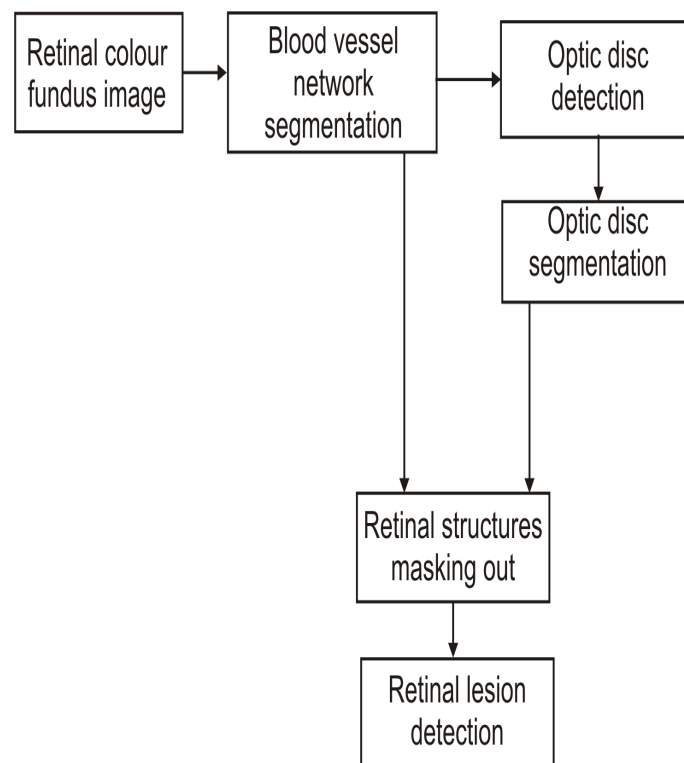 Retinal colour
fundus image
Blood vessel
network
segmentation
Optic disc
detection
Optic disc
segmentation
Retinal structures
masking out
Retinal lesion
detection